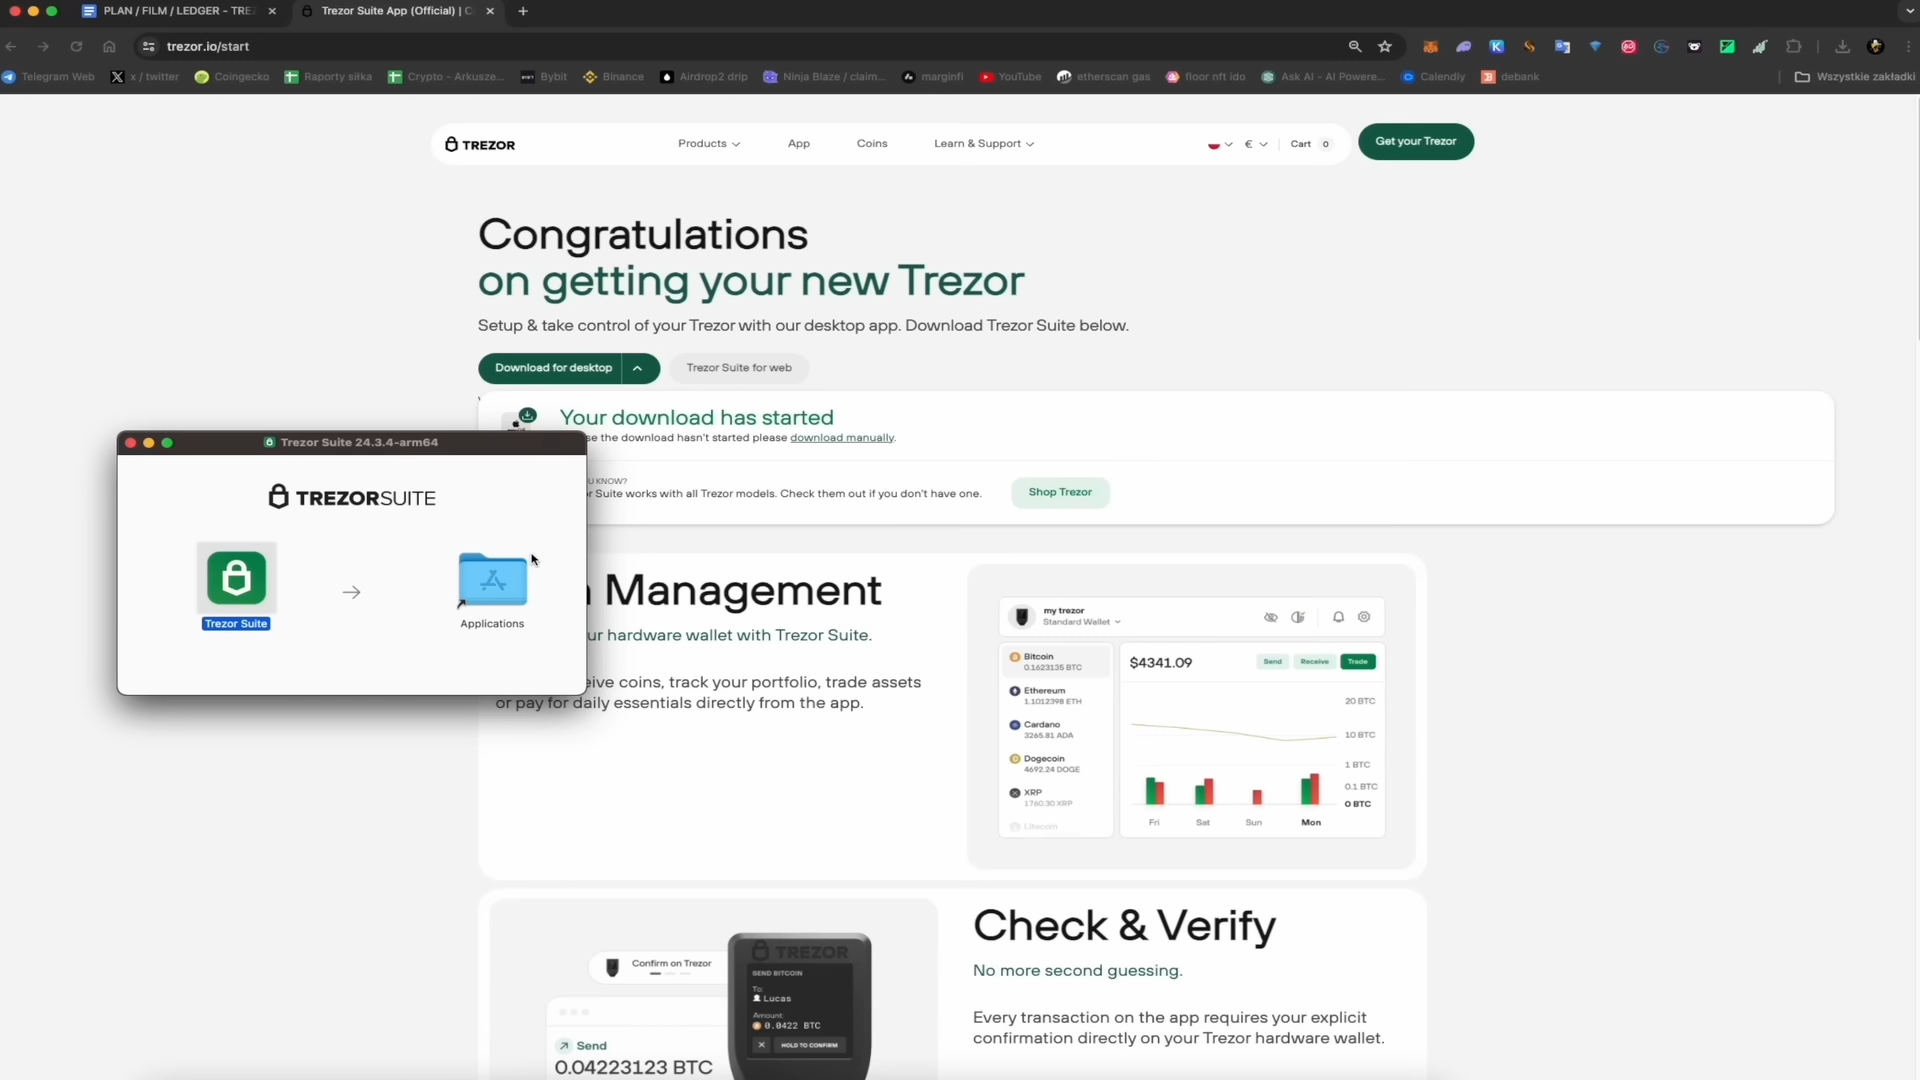 PLAN / FILM / LEDGER - TRE
Trezor Suite App (Official) |
trezor.io/start
Telegram Web
x / twitter
Coingecko
Raporty siłka
Crypto - Arkusze...
Bybit
Binance
Airdrop2 drip
Ninja Blaze / claim...
marginfi
YouTube
etherscan gas
floor nft ido
Ask AI - AI Powere...
Calendly
debank
Wszystkie zakładki
TREZOR
Products
App
Coins
Learn & Support
€
Cart 0
Get your Trezor
Congratulations
on getting your new Trezor
Setup & take control of your Trezor with our desktop app. Download Trezor Suite below.
Download for desktop
Trezor Suite for web
Your download has started
se the download hasn't started please download manually.
U KNOW?
r Suite works with all Trezor models. Check them out if you don't have one.
Shop Trezor
Trezor Suite 24.3.4-arm64
TREZORSUITE
Trezor Suite
Applications
Management
ur hardware wallet with Trezor Suite.
eive coins, track your portfolio, trade assets
or pay for daily essentials directly from the app.
my trezor
Standard Wallet
Bitcoin
0.1623135 BTC
Ethereum
1.1012398 ETH
Cardano
3265.81 ADA
Dogecoin
4692.24 DOGE
XRP
1760.30 XRP
Litecoin
$4341.09
Send
Receive
Trade
20 BTC
10 BTC
1 BTC
0.1 BTC
0 BTC
Fri
Sat
Sun
Mon
Confirm on Trezor
Send
0.04223123 BTC
TREZOR
SEND BITCOIN
To:
Lucas
Amount:
0.0422 BTC
HOLD TO CONFIRM
Check & Verify
No more second guessing.
Every transaction on the app requires your explicit
confirmation directly on your Trezor hardware wallet.